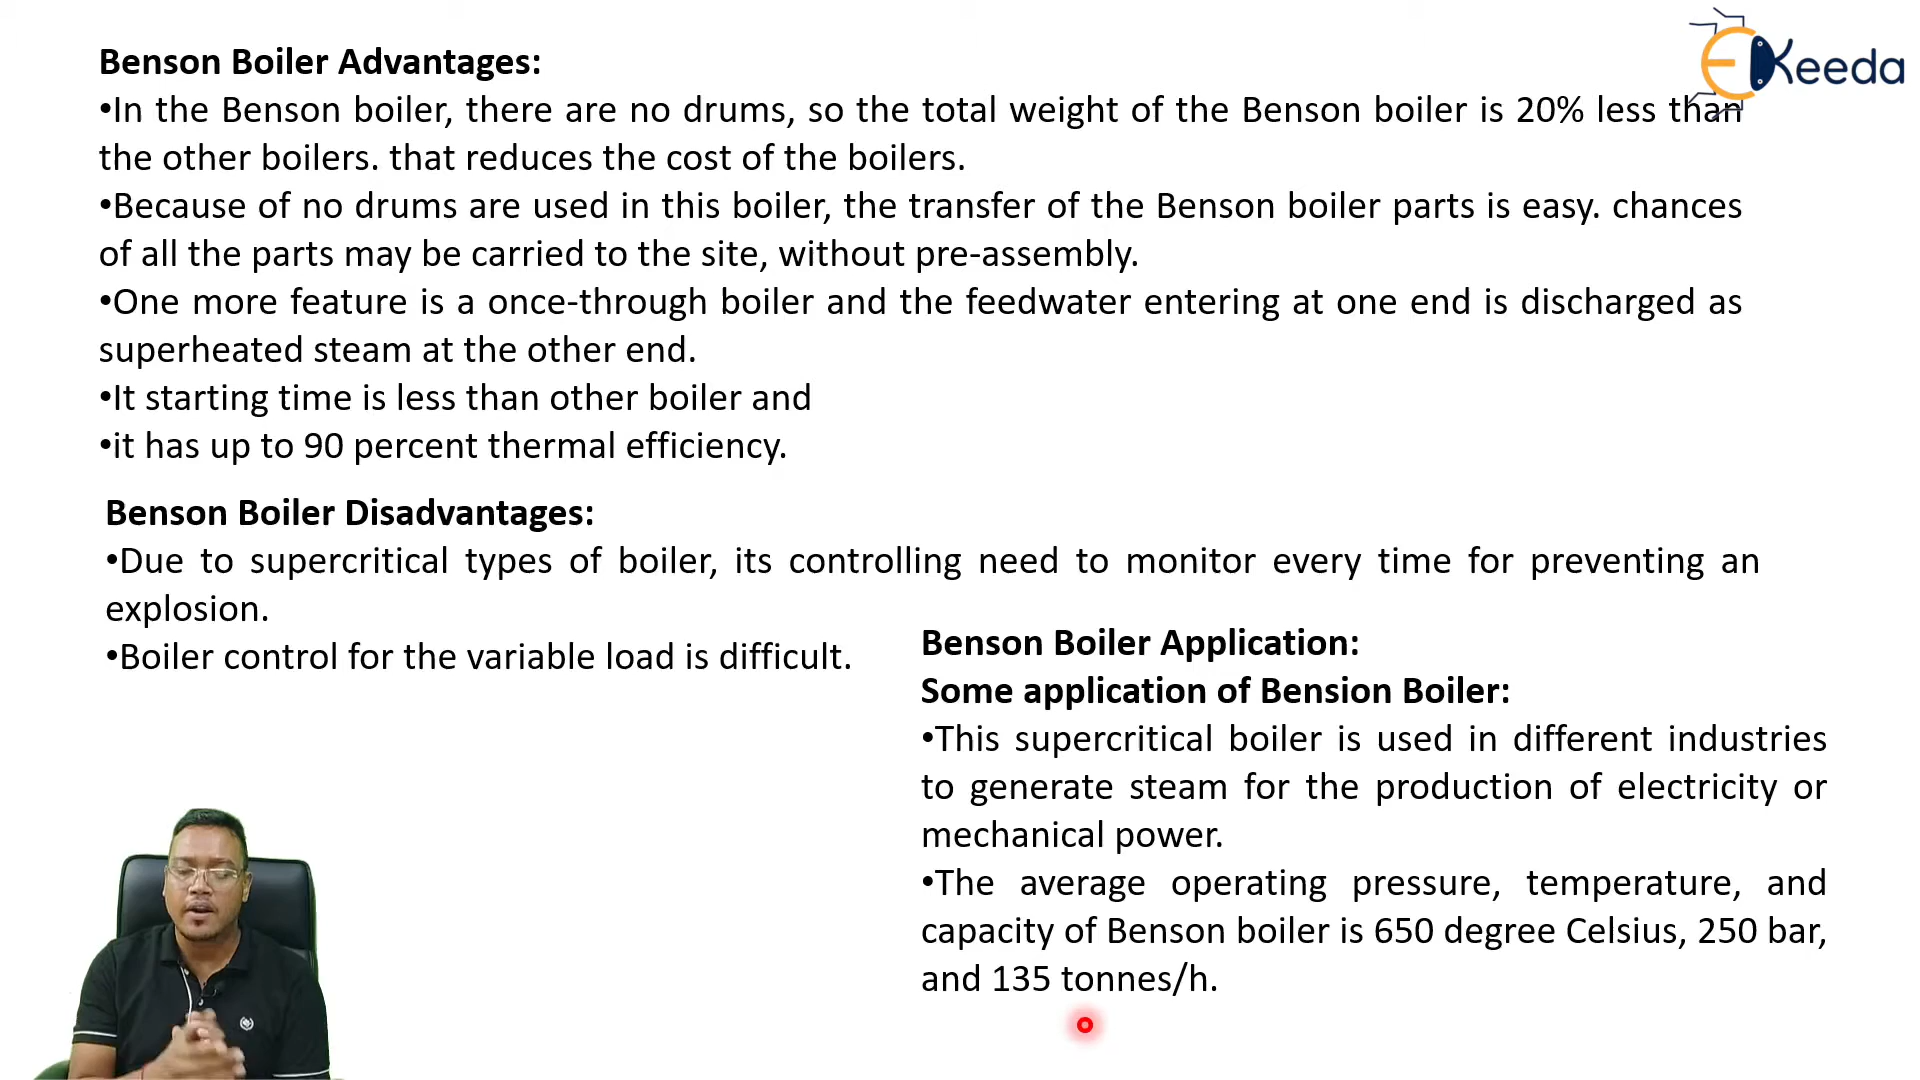 Benson Boiler Advantages:
•In the Benson boiler, there are no drums, so the total weight of the Benson boiler is 20% less than
the other boilers. that reduces the cost of the boilers.
•Because of no drums are used in this boiler, the transfer of the Benson boiler parts is easy. chances
of all the parts may be carried to the site, without pre-assembly.
•One more feature is a once-through boiler and the feedwater entering at one end is discharged as
superheated steam at the other end.
•It starting time is less than other boiler and
•it has up to 90 percent thermal efficiency.
Benson Boiler Disadvantages:
•Due to supercritical types of boiler, its controlling need to monitor every time for preventing an
explosion.
•Boiler control for the variable load is difficult.
Benson Boiler Application:
Some application of Bension Boiler:
•This supercritical boiler is used in different industries
to generate steam for the production of electricity or
mechanical power.
•The average operating pressure, temperature, and
capacity of Benson boiler is 650 degree Celsius, 250 bar,
and 135 tonnes/h.
EKeeda